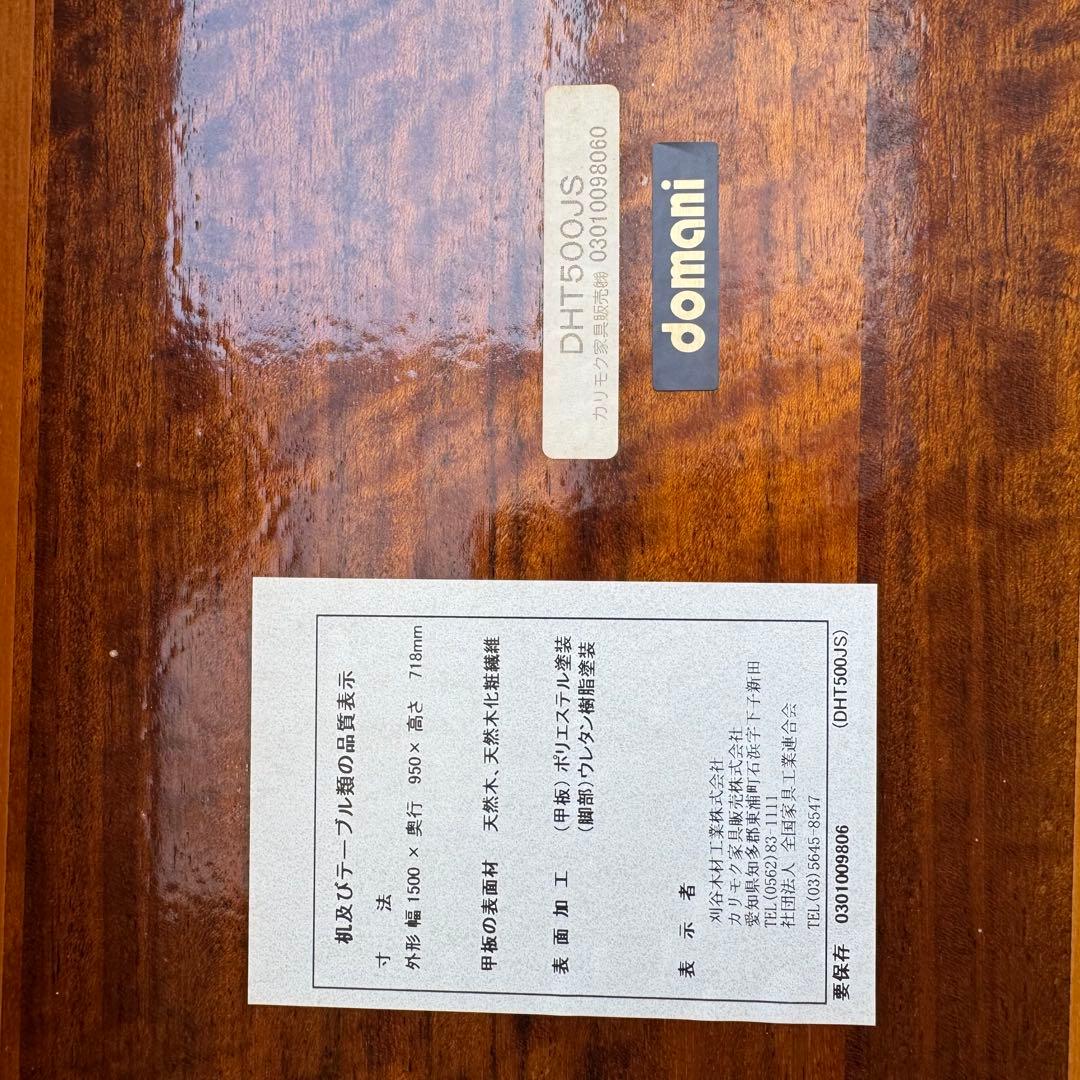 DHT500JS
カリモク家具販売㈱ 03010098060
domani
机及びテーブル類の品質表示
寸 法
外形 幅 1500 × 奥行 950× 高さ 718mm
甲板の表面材 天然木、天然木化粧繊維
表 面 加 工 (甲板) ポリエステル塗装
(脚部) ウレタン樹脂塗装
表 示 者
刈谷木材工業株式会社
カリモク家具販売株式会社
愛知県知多郡東浦町石浜字下子新田
TEL(0562)83-1111
社団法人 全国家具工業連合会
TEL(03)5645-8547
要保存 0301009806 (DHT500JS)